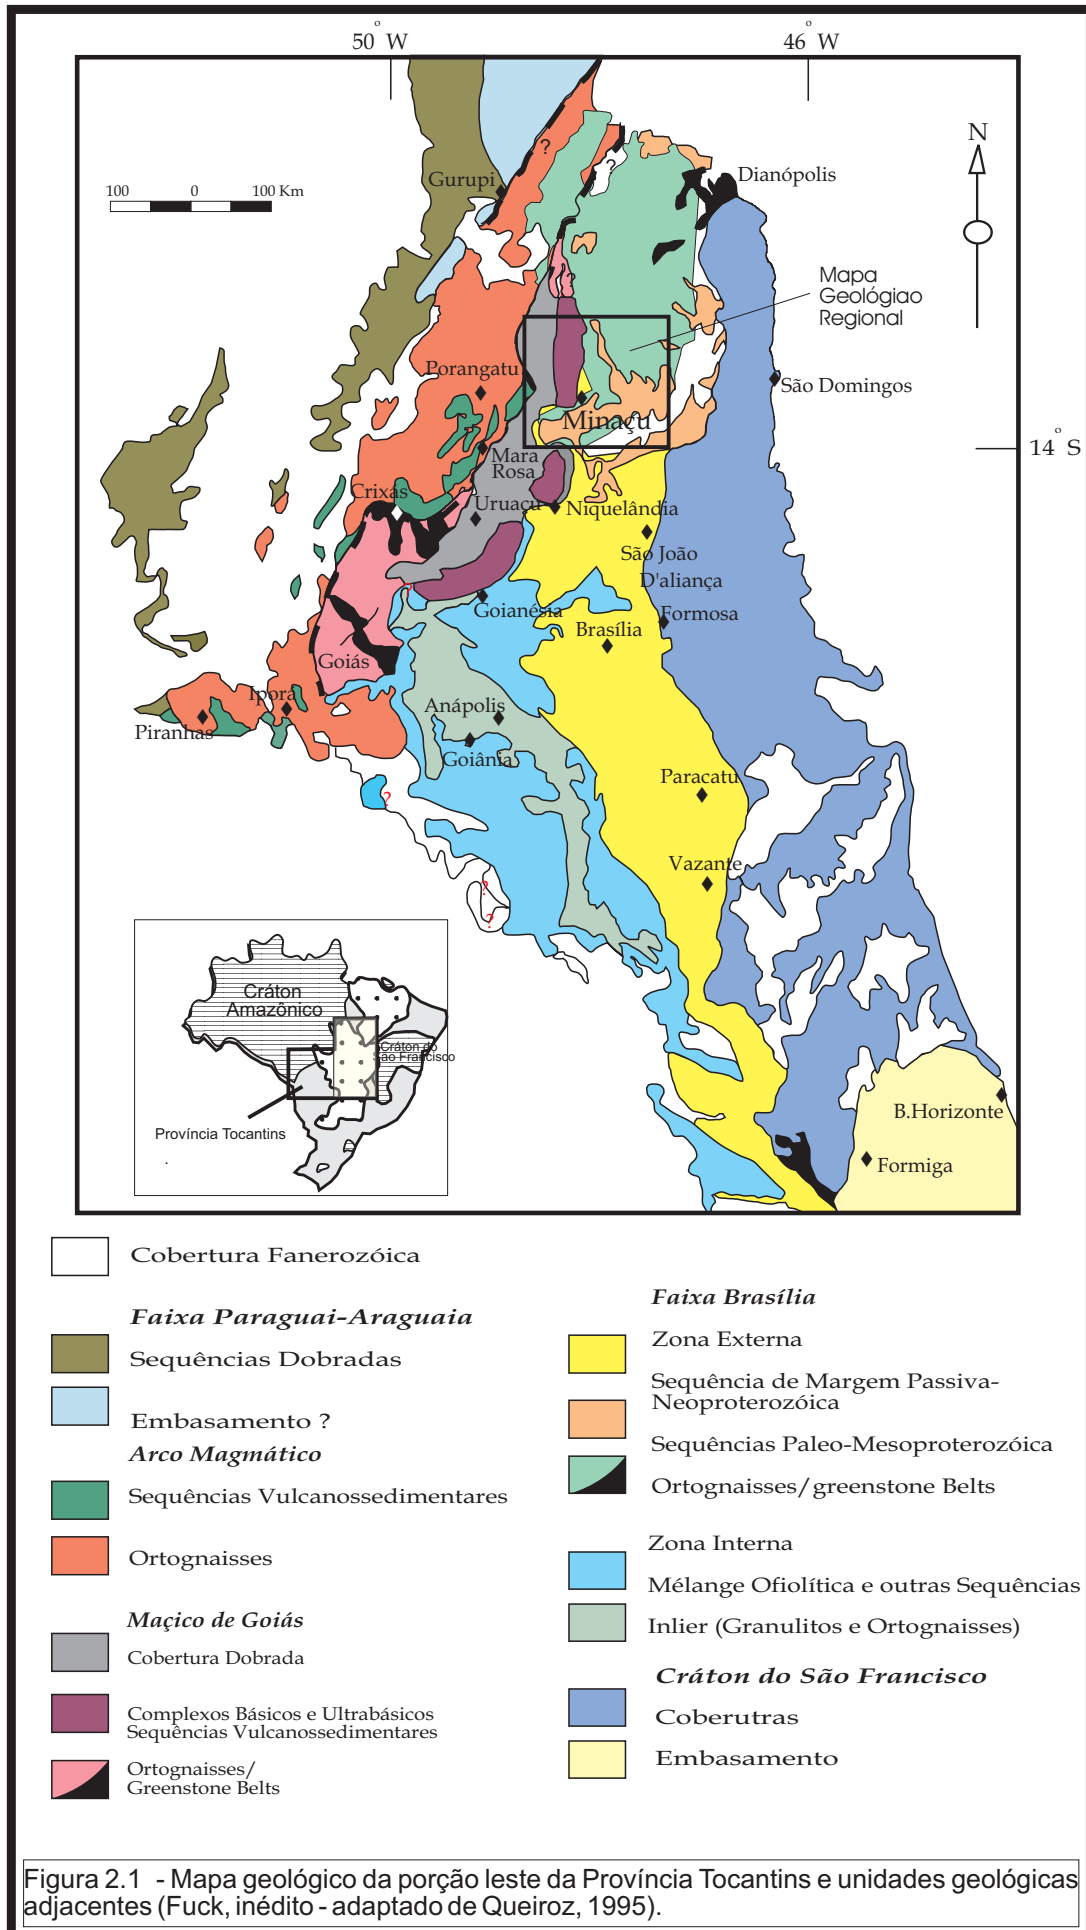 50° W
46° W
N
100 0 100 Km
Gurupi
?
?
Dianópolis
Mapa
Geológiao
Regional
?
Porangatu
São Domingos
Minaçu
14° S
Mara
Rosa
Crixás
Uruaçu
Niquelândia
São João
D'aliança
?
Goianésia
Formosa
Brasília
Goiás
Iporá
Anápolis
Piranhas
Goiânia
Paracatu
?
Vazante
?
?
Cráton
Amazônico
Cráton do
São Francisco
Província Tocantins
B.Horizonte
Formiga
Cobertura Fanerozóica
Faixa Paraguai-Araguaia
Sequências Dobradas
Embasamento ?
Arco Magmático
Sequências Vulcanossedimentares
Ortognaisses
Maçico de Goiás
Cobertura Dobrada
Complexos Básicos e Ultrabásicos
Sequências Vulcanossedimentares
Ortognaisses/
Greenstone Belts
Faixa Brasília
Zona Externa
Sequência de Margem Passiva-
Neoproterozóica
Sequências Paleo-Mesoproterozóica
Ortognaisses/greenstone Belts
Zona Interna
Mélange Ofiolítica e outras Sequências
Inlier (Granulitos e Ortognaisses)
Cráton do São Francisco
Coberutras
Embasamento
Figura 2.1 - Mapa geológico da porção leste da Província Tocantins e unidades geológicas
adjacentes (Fuck, inédito - adaptado de Queiroz, 1995).